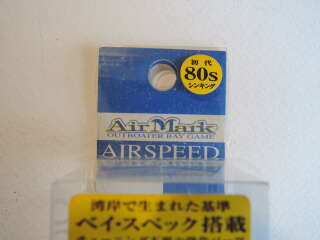 初代
80s
シンキング
AirMark
OUTBOATER BAY GAME
AIRSPEED
湾岸で生まれた基準
ベイ・スペック搭載